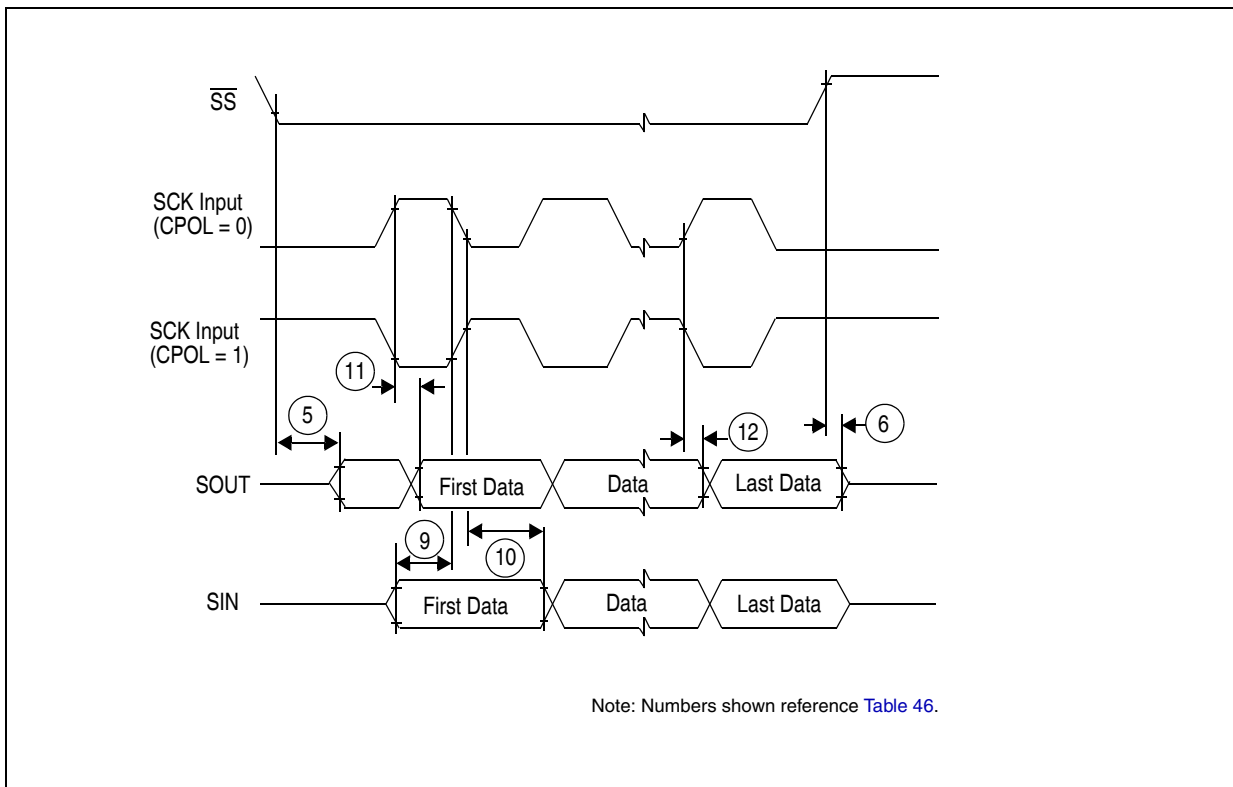 SS
SCK Input
(CPOL = 0)
SCK Input
(CPOL = 1)
11
5
12
6
SOUT
First Data
Data
Last Data
9
10
SIN
First Data
Data
Last Data
Note: Numbers shown reference Table 46.